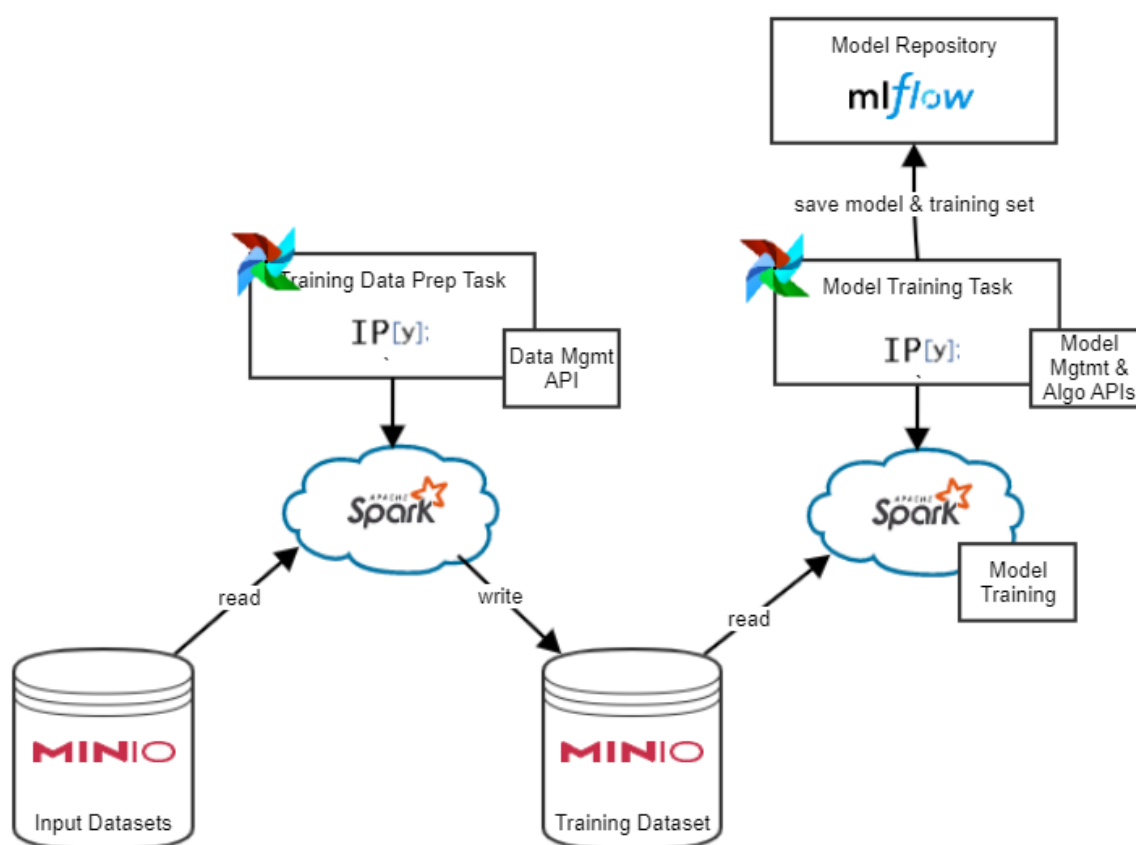 Model Repository
mlflow
save model & training set
Training Data Prep Task
IP[y]:
Data Mgmt
API
Model Training Task
IP[y]:
Model
Mgtmt &
Algo APIs
APACHE
Spark
APACHE
Spark
Model
Training
read
write
read
MINIO
Input Datasets
MINIO
Training Dataset